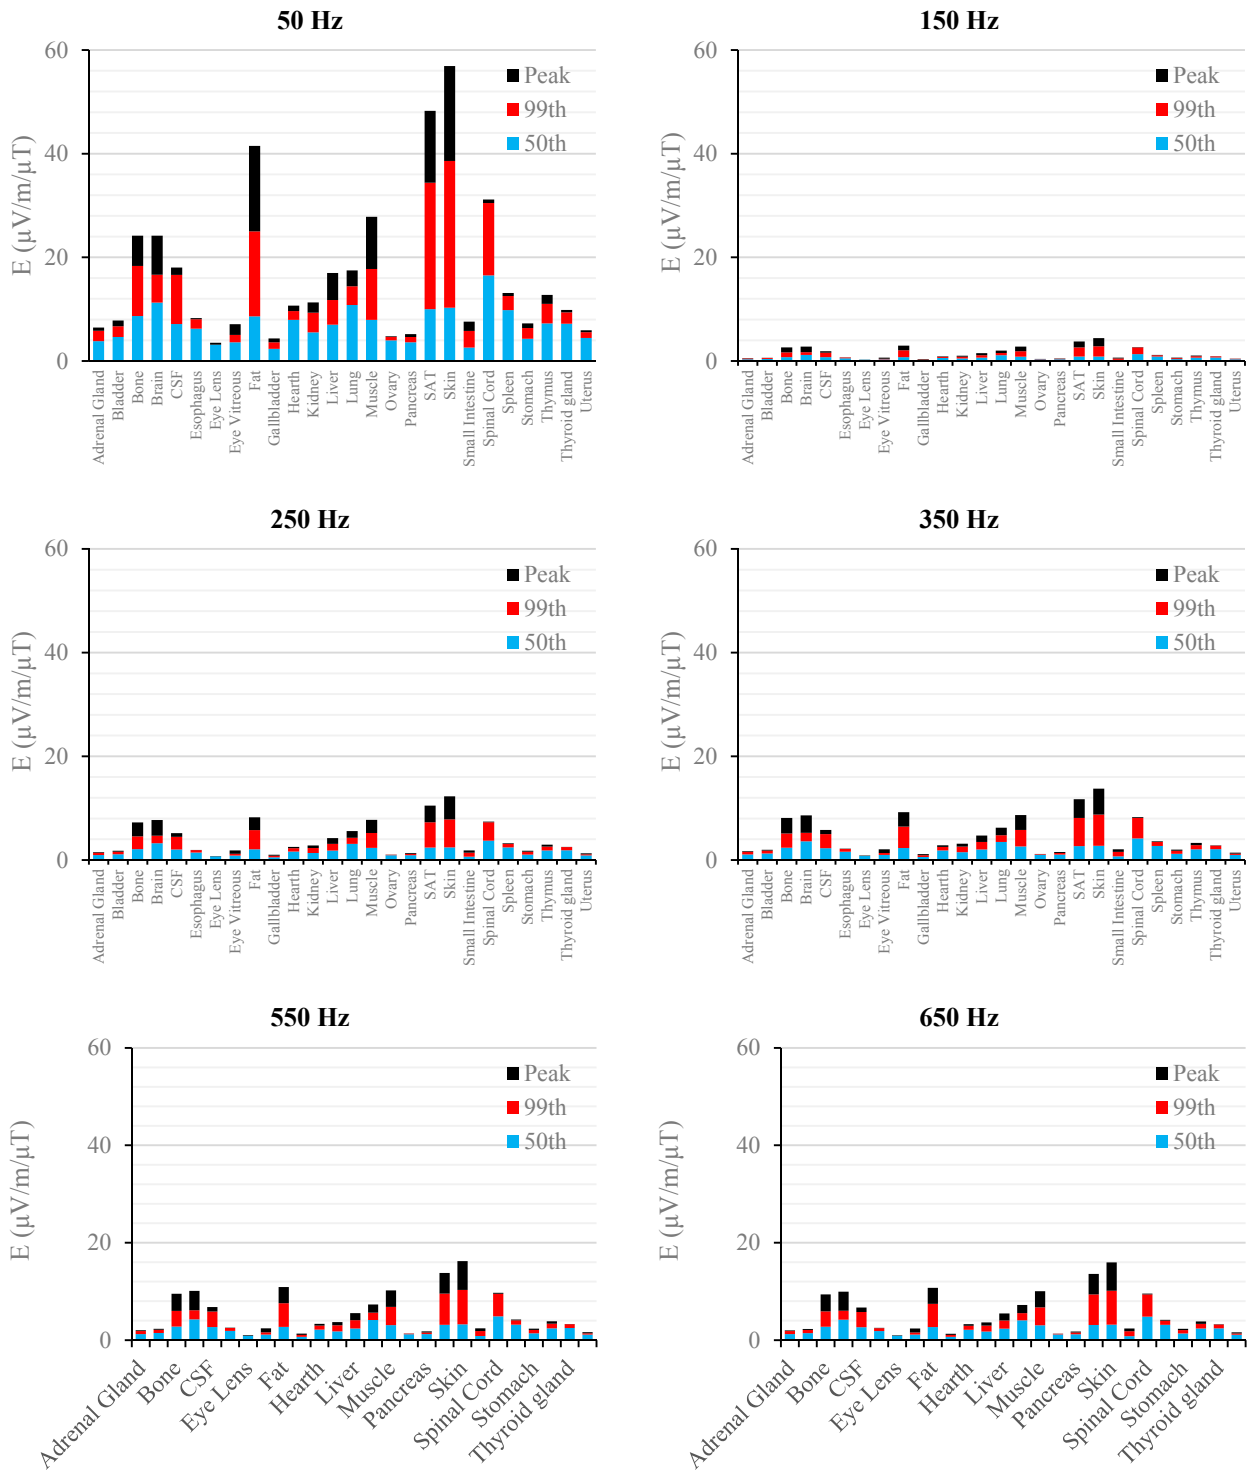 50 Hz
60
40
20
0
E (µV/m/µT)
Peak
99th
50th
Adrenal Gland
Bladder
Bone
Brain
CSF
Esophagus
Eye Lens
Eye Vitreous
Fat
Gallbladder
Hearth
Kidney
Liver
Lung
Muscle
Ovary
Pancreas
SAT
Skin
Small Intestine
Spinal Cord
Spleen
Stomach
Thymus
Thyroid gland
Uterus
150 Hz
60
40
20
0
E (µV/m/µT)
Peak
99th
50th
Adrenal Gland
Bladder
Bone
Brain
CSF
Esophagus
Eye Lens
Eye Vitreous
Fat
Gallbladder
Hearth
Kidney
Liver
Lung
Muscle
Ovary
Pancreas
SAT
Skin
Small Intestine
Spinal Cord
Spleen
Stomach
Thymus
Thyroid gland
Uterus
250 Hz
60
40
20
0
E (µV/m/µT)
Peak
99th
50th
Adrenal Gland
Bladder
Bone
Brain
CSF
Esophagus
Eye Lens
Eye Vitreous
Fat
Gallbladder
Hearth
Kidney
Liver
Lung
Muscle
Ovary
Pancreas
SAT
Skin
Small Intestine
Spinal Cord
Spleen
Stomach
Thymus
Thyroid gland
Uterus
350 Hz
60
40
20
0
E (µV/m/µT)
Peak
99th
50th
Adrenal Gland
Bladder
Bone
Brain
CSF
Esophagus
Eye Lens
Eye Vitreous
Fat
Gallbladder
Hearth
Kidney
Liver
Lung
Muscle
Ovary
Pancreas
SAT
Skin
Small Intestine
Spinal Cord
Spleen
Stomach
Thymus
Thyroid gland
Uterus
550 Hz
60
40
20
0
E (µV/m/µT)
Peak
99th
50th
Adrenal Gland
Bone
CSF
Eye Lens
Fat
Hearth
Liver
Muscle
Pancreas
Skin
Spinal Cord
Stomach
Thyroid gland
650 Hz
60
40
20
0
E (µV/m/µT)
Peak
99th
50th
Adrenal Gland
Bone
CSF
Eye Lens
Fat
Hearth
Liver
Muscle
Pancreas
Skin
Spinal Cord
Stomach
Thyroid gland